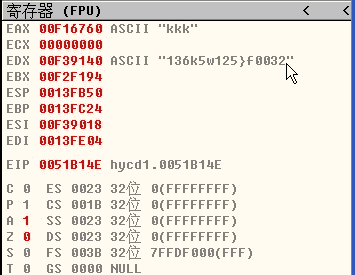 寄存器 (FPU) < <
EAX 00F16760 ASCII "kkk"
ECX 00000000
EDX 00F39140 ASCII "136k5w125}f0032"
EBX 00F2F194
ESP 0013FB50
EBP 0013FC24
ESI 00F39018
EDI 0013FE04
EIP 0051B14E hycd1.0051B14E
C 0 ES 0023 32位 0(FFFFFFFF)
P 1 CS 001B 32位 0(FFFFFFFF)
A 1 SS 0023 32位 0(FFFFFFFF)
Z 0 DS 0023 32位 0(FFFFFFFF)
S 0 FS 003B 32位 7FFDF000(FFF)
T 0 GS 0000 NULL